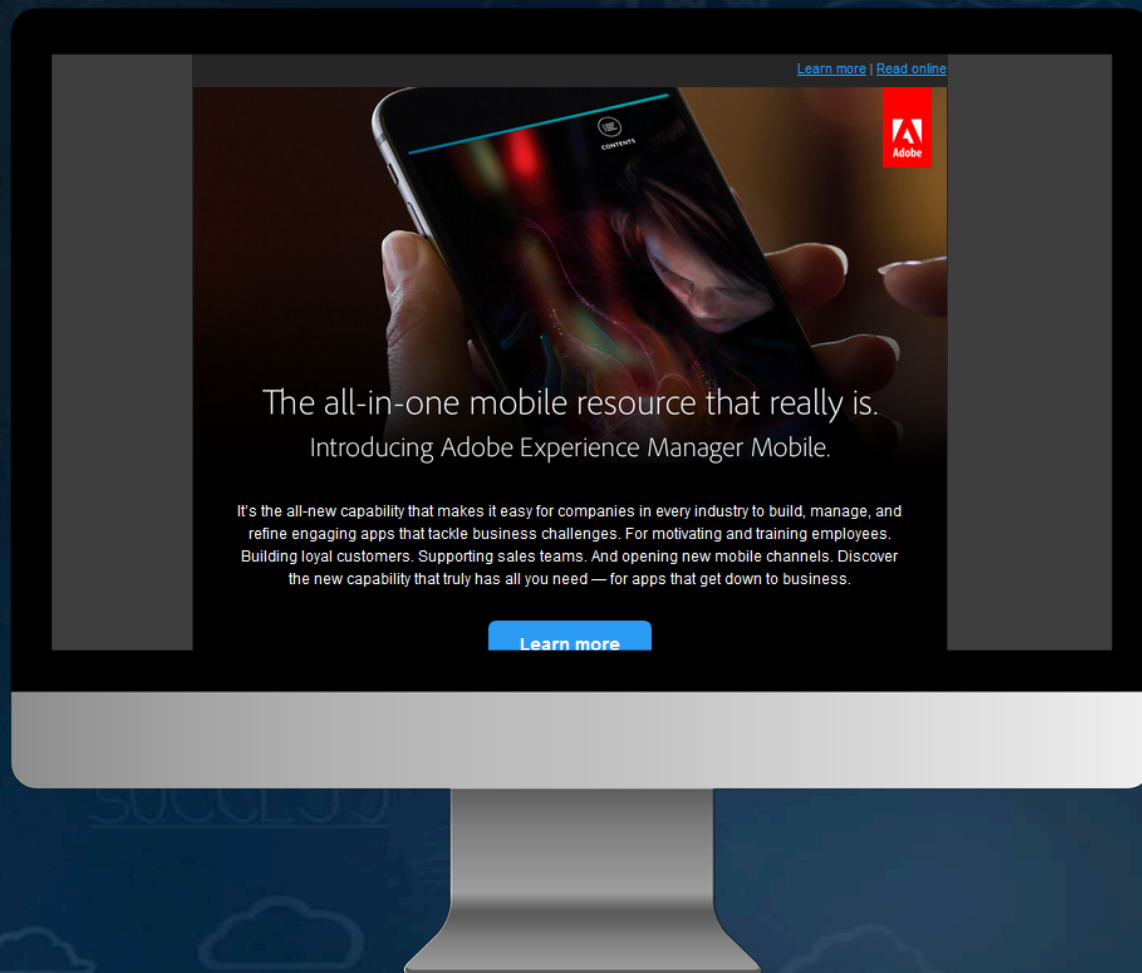 Learn more | Read online
CONTENTS
Adobe
The all-in-one mobile resource that really is.
Introducing Adobe Experience Manager Mobile.
It's the all-new capability that makes it easy for companies in every industry to build, manage, and
refine engaging apps that tackle business challenges. For motivating and training employees.
Building loyal customers. Supporting sales teams. And opening new mobile channels. Discover
the new capability that truly has all you need — for apps that get down to business.
Learn more
SUCCESS